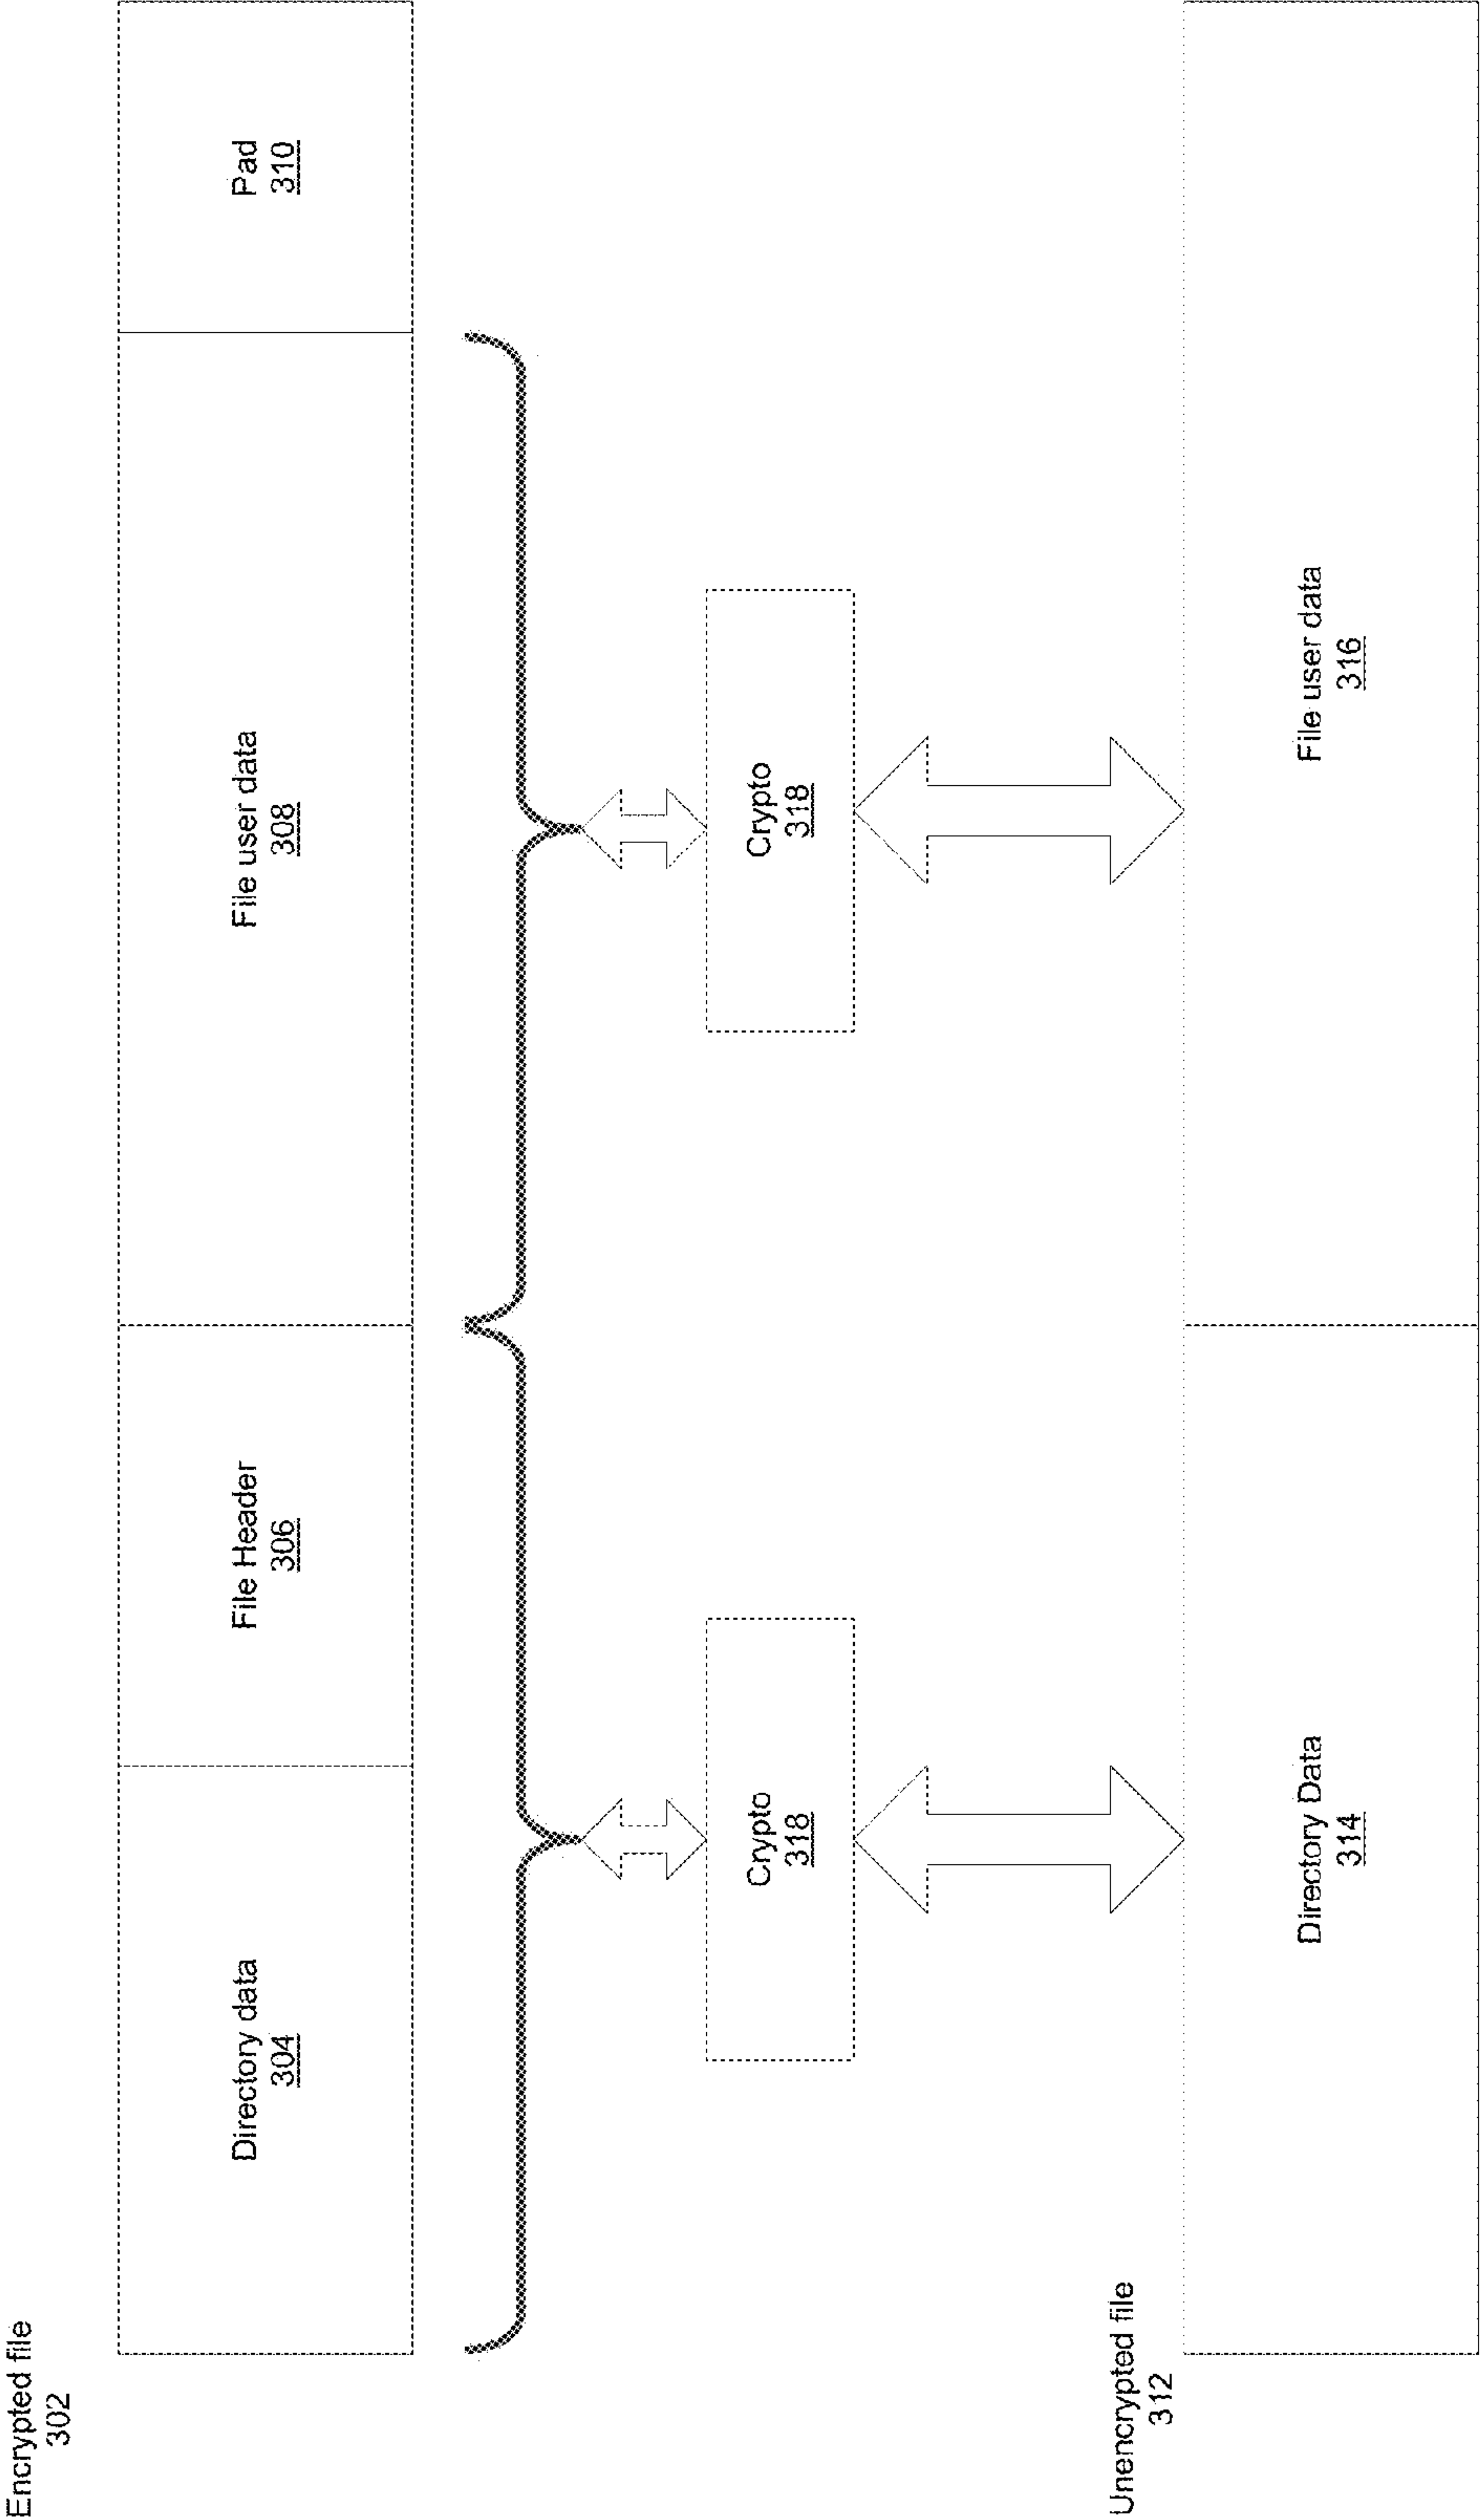 Encrypted file
302
Directory data
304
File Header
306
File user data
308
Pad
310
Crypto
318
Crypto
318
Unencrypted file
312
Directory Data
314
File user data
316